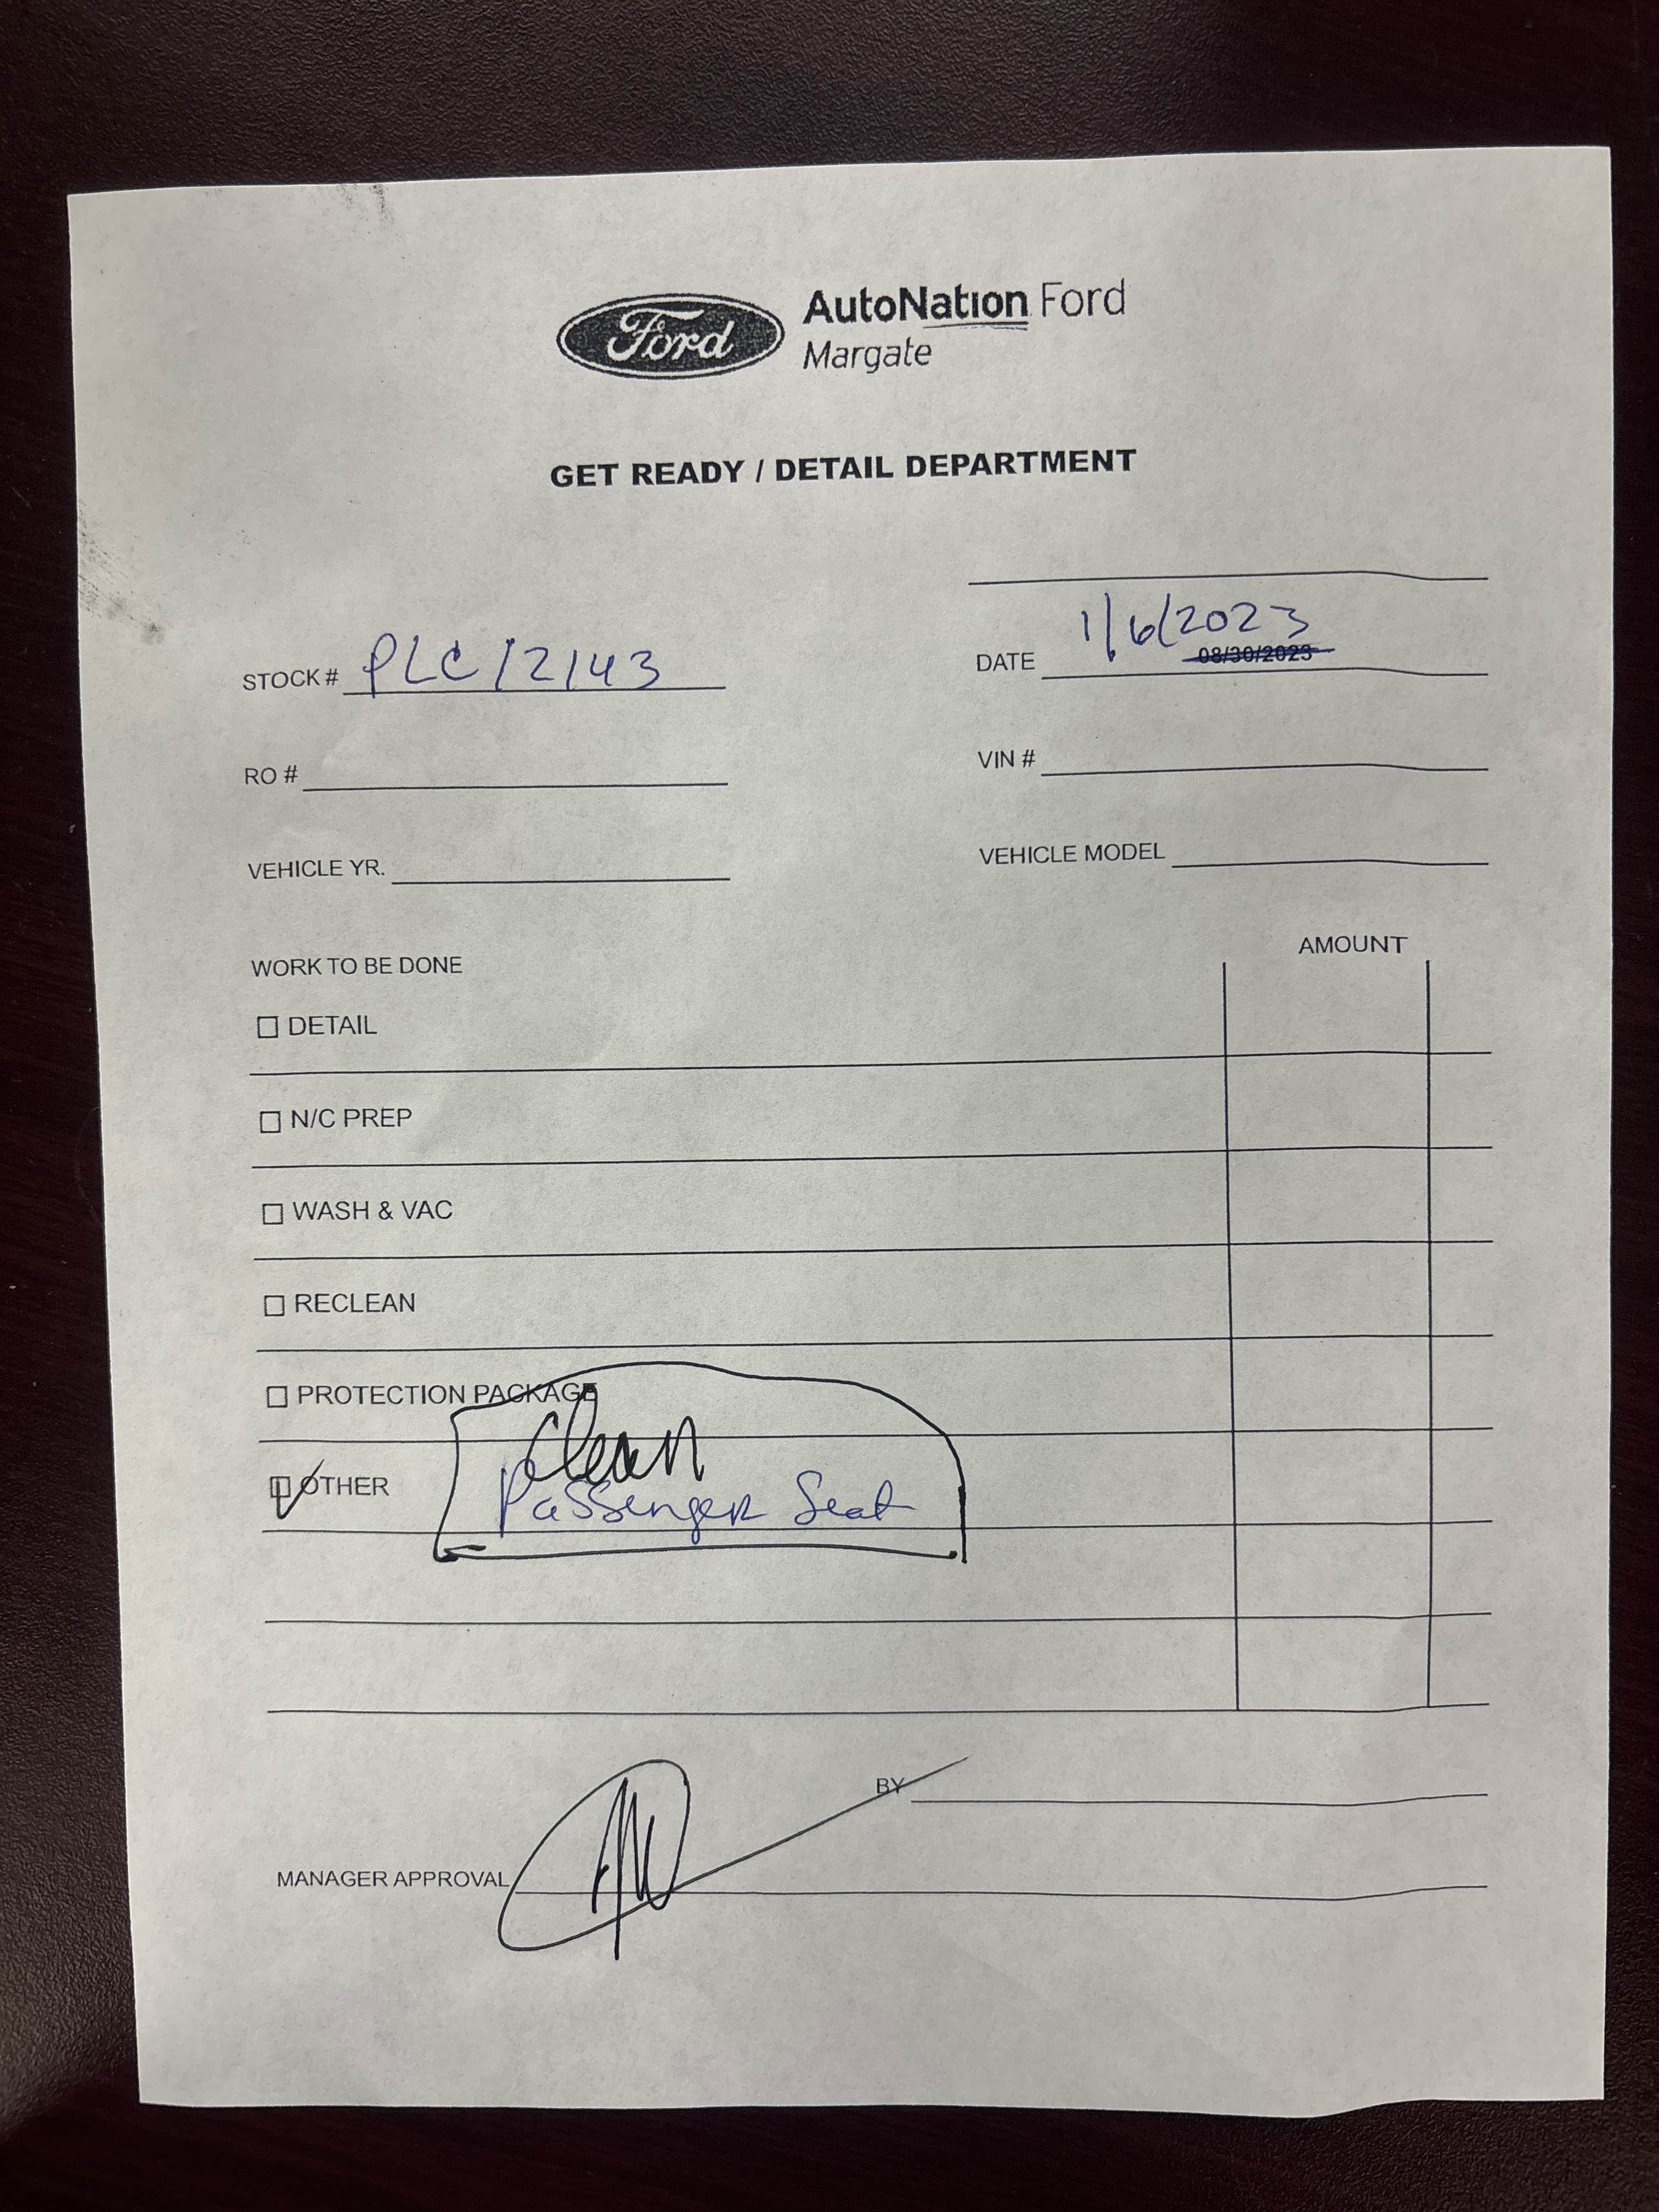 Ford AutoNation Ford
Margate
GET READY / DETAIL DEPARTMENT
1/6/2023
STOCK # PLC12143 DATE 08/30/2023
RO # VIN #
VEHICLE YR. VEHICLE MODEL
WORK TO BE DONE AMOUNT
DETAIL
N/C PREP
WASH & VAC
RECLEAN
PROTECTION PACKAGE
Clean
OTHER Passenger Seat
BY
MANAGER APPROVAL